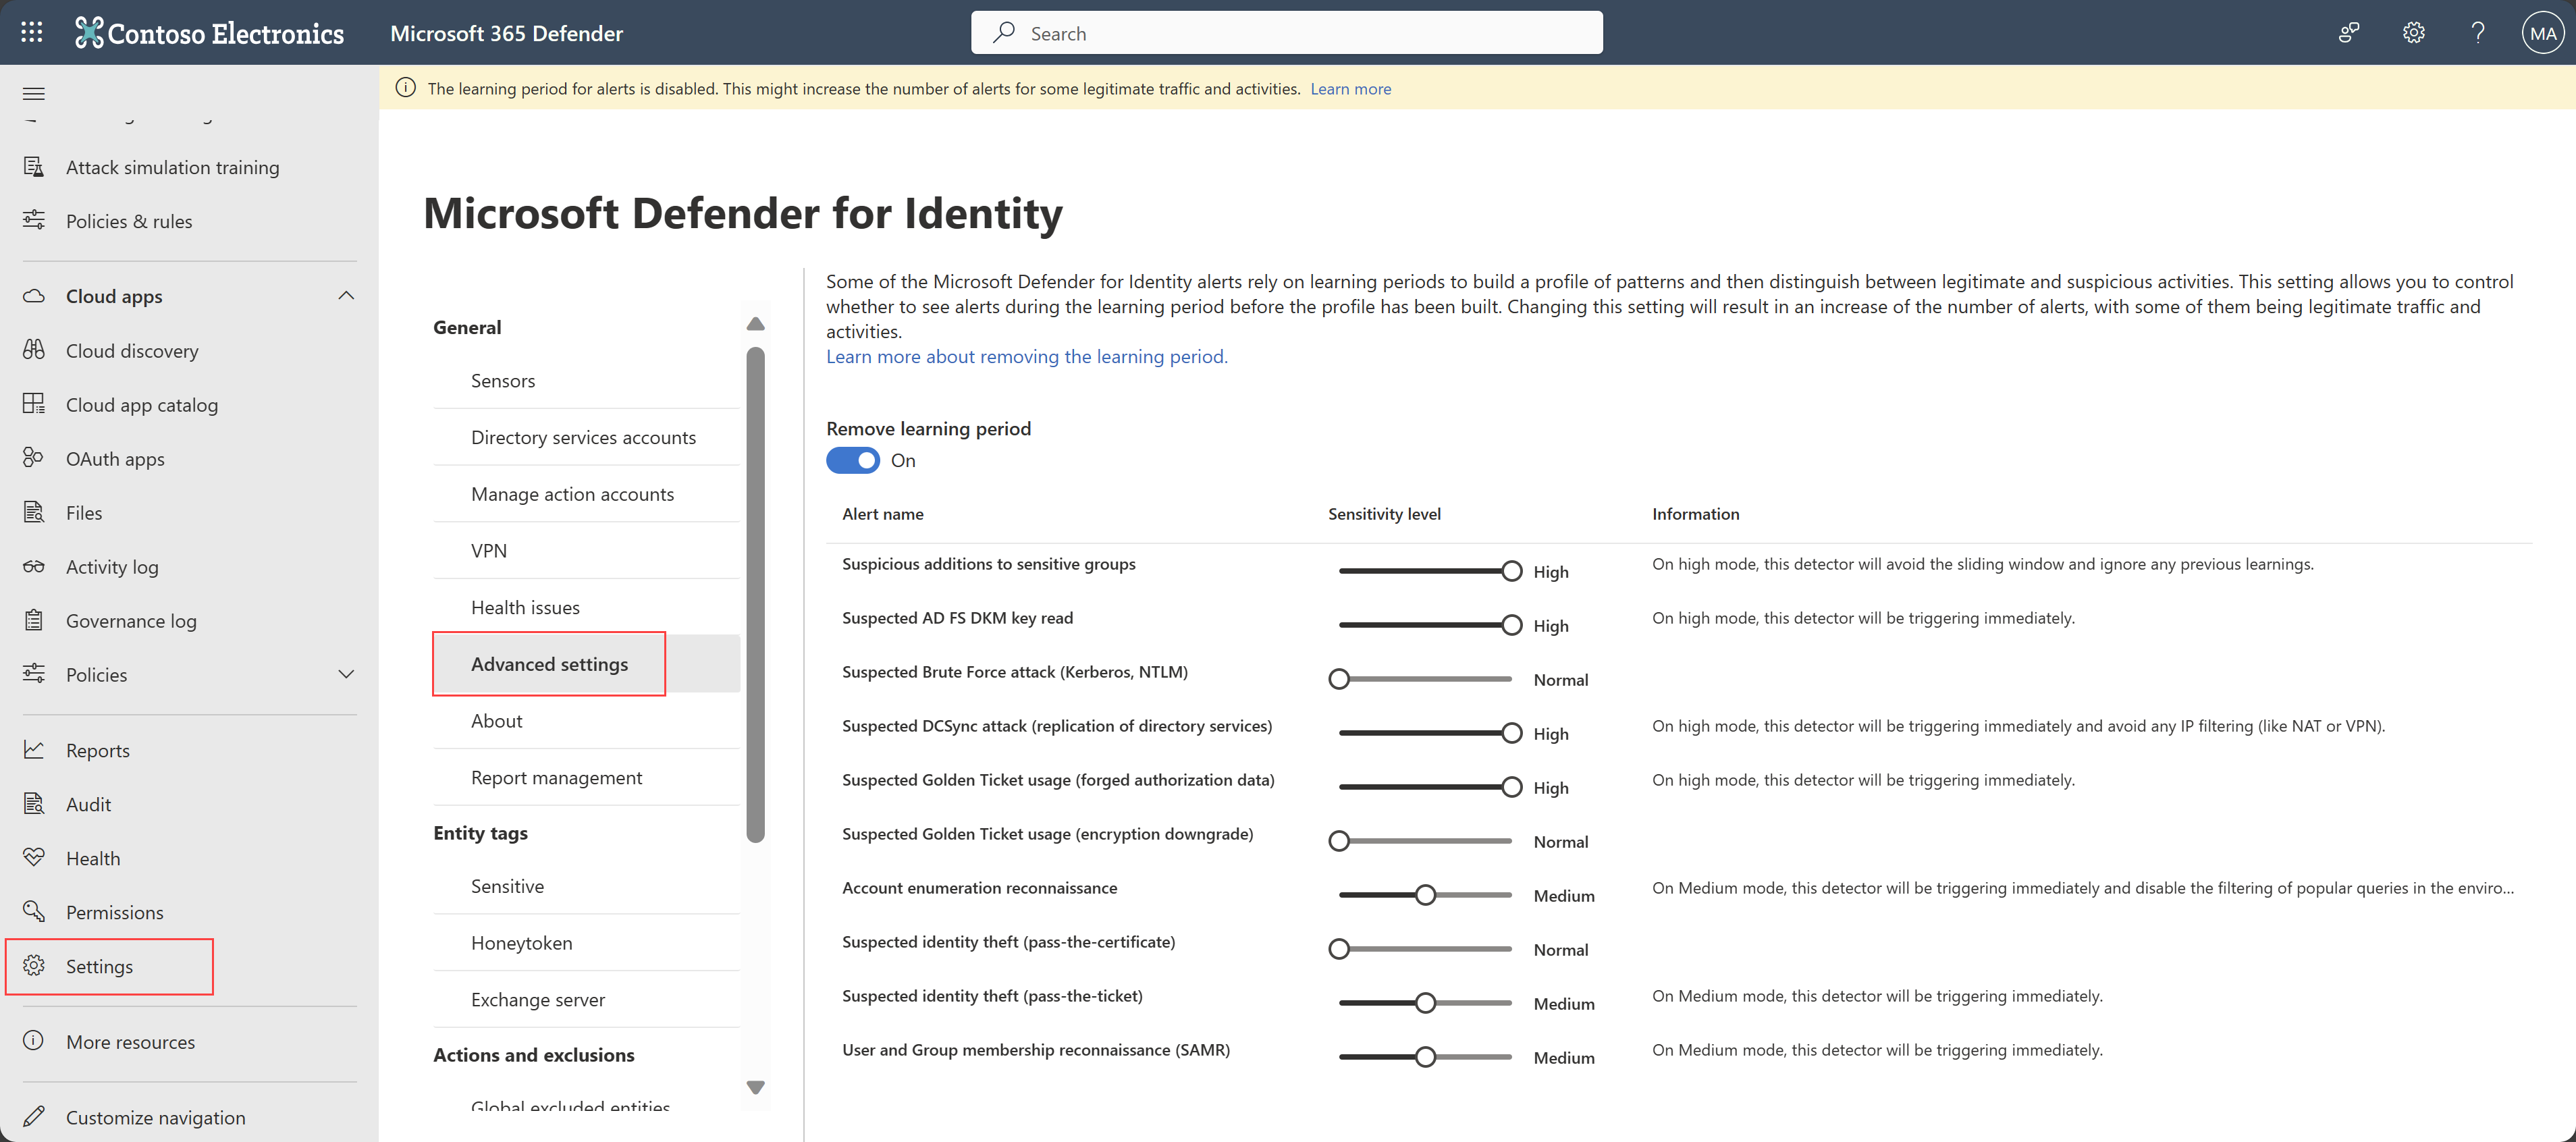 Contoso Electronics
Microsoft 365 Defender
Search
MA
The learning period for alerts is disabled. This might increase the number of alerts for some legitimate traffic and activities. Learn more
Attack simulation training
Policies & rules
Cloud apps
Cloud discovery
Cloud app catalog
OAuth apps
Files
Activity log
Governance log
Policies
Reports
Audit
Health
Permissions
Settings
More resources
Customize navigation
Microsoft Defender for Identity
General
Sensors
Directory services accounts
Manage action accounts
VPN
Health issues
Advanced settings
About
Report management
Entity tags
Sensitive
Honeytoken
Exchange server
Actions and exclusions
Global excluded entities
Some of the Microsoft Defender for Identity alerts rely on learning periods to build a profile of patterns and then distinguish between legitimate and suspicious activities. This setting allows you to control
whether to see alerts during the learning period before the profile has been built. Changing this setting will result in an increase of the number of alerts, with some of them being legitimate traffic and
activities.
Learn more about removing the learning period.
Remove learning period
On
Alert name Sensitivity level Information
Suspicious additions to sensitive groups High On high mode, this detector will avoid the sliding window and ignore any previous learnings.
Suspected AD FS DKM key read High On high mode, this detector will be triggering immediately.
Suspected Brute Force attack (Kerberos, NTLM) Normal
Suspected DCSync attack (replication of directory services) High On high mode, this detector will be triggering immediately and avoid any IP filtering (like NAT or VPN).
Suspected Golden Ticket usage (forged authorization data) High On high mode, this detector will be triggering immediately.
Suspected Golden Ticket usage (encryption downgrade) Normal
Account enumeration reconnaissance Medium On Medium mode, this detector will be triggering immediately and disable the filtering of popular queries in the enviro...
Suspected identity theft (pass-the-certificate) Normal
Suspected identity theft (pass-the-ticket) Medium On Medium mode, this detector will be triggering immediately.
User and Group membership reconnaissance (SAMR) Medium On Medium mode, this detector will be triggering immediately.